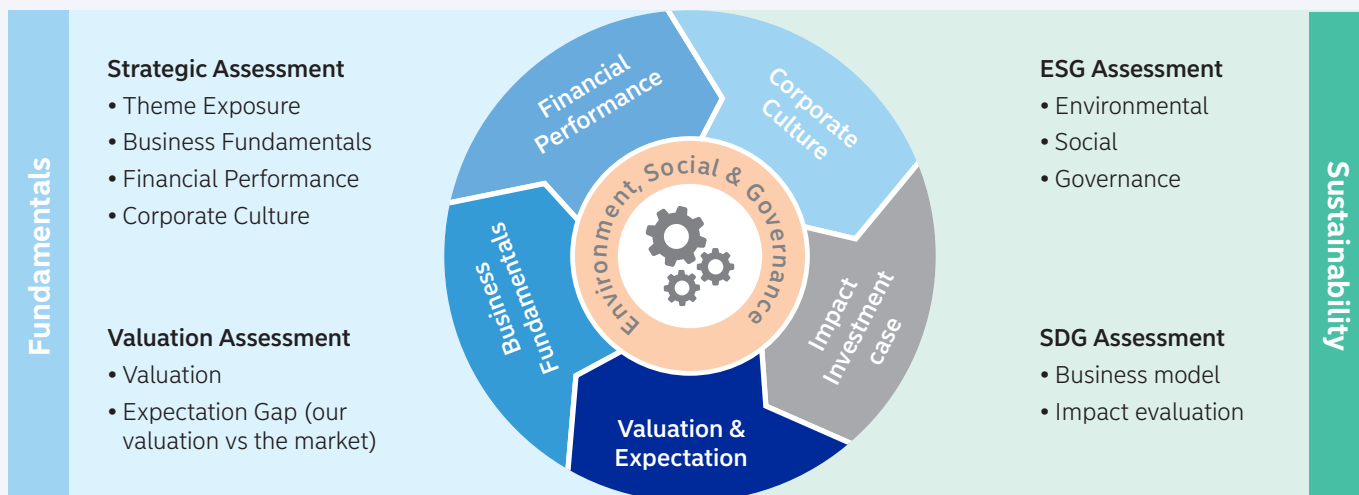 Fundamentals
Strategic Assessment
• Theme Exposure
• Business Fundamentals
• Financial Performance
• Corporate Culture
Valuation Assessment
• Valuation
• Expectation Gap (our
valuation vs the market)
Financial
Performance
Corporate
Culture
Business
Fundamentals
Environment, Social & Governance
Impact
Investment
case
Valuation &
Expectation
ESG Assessment
• Environmental
• Social
• Governance
SDG Assessment
• Business model
• Impact evaluation
Sustainability